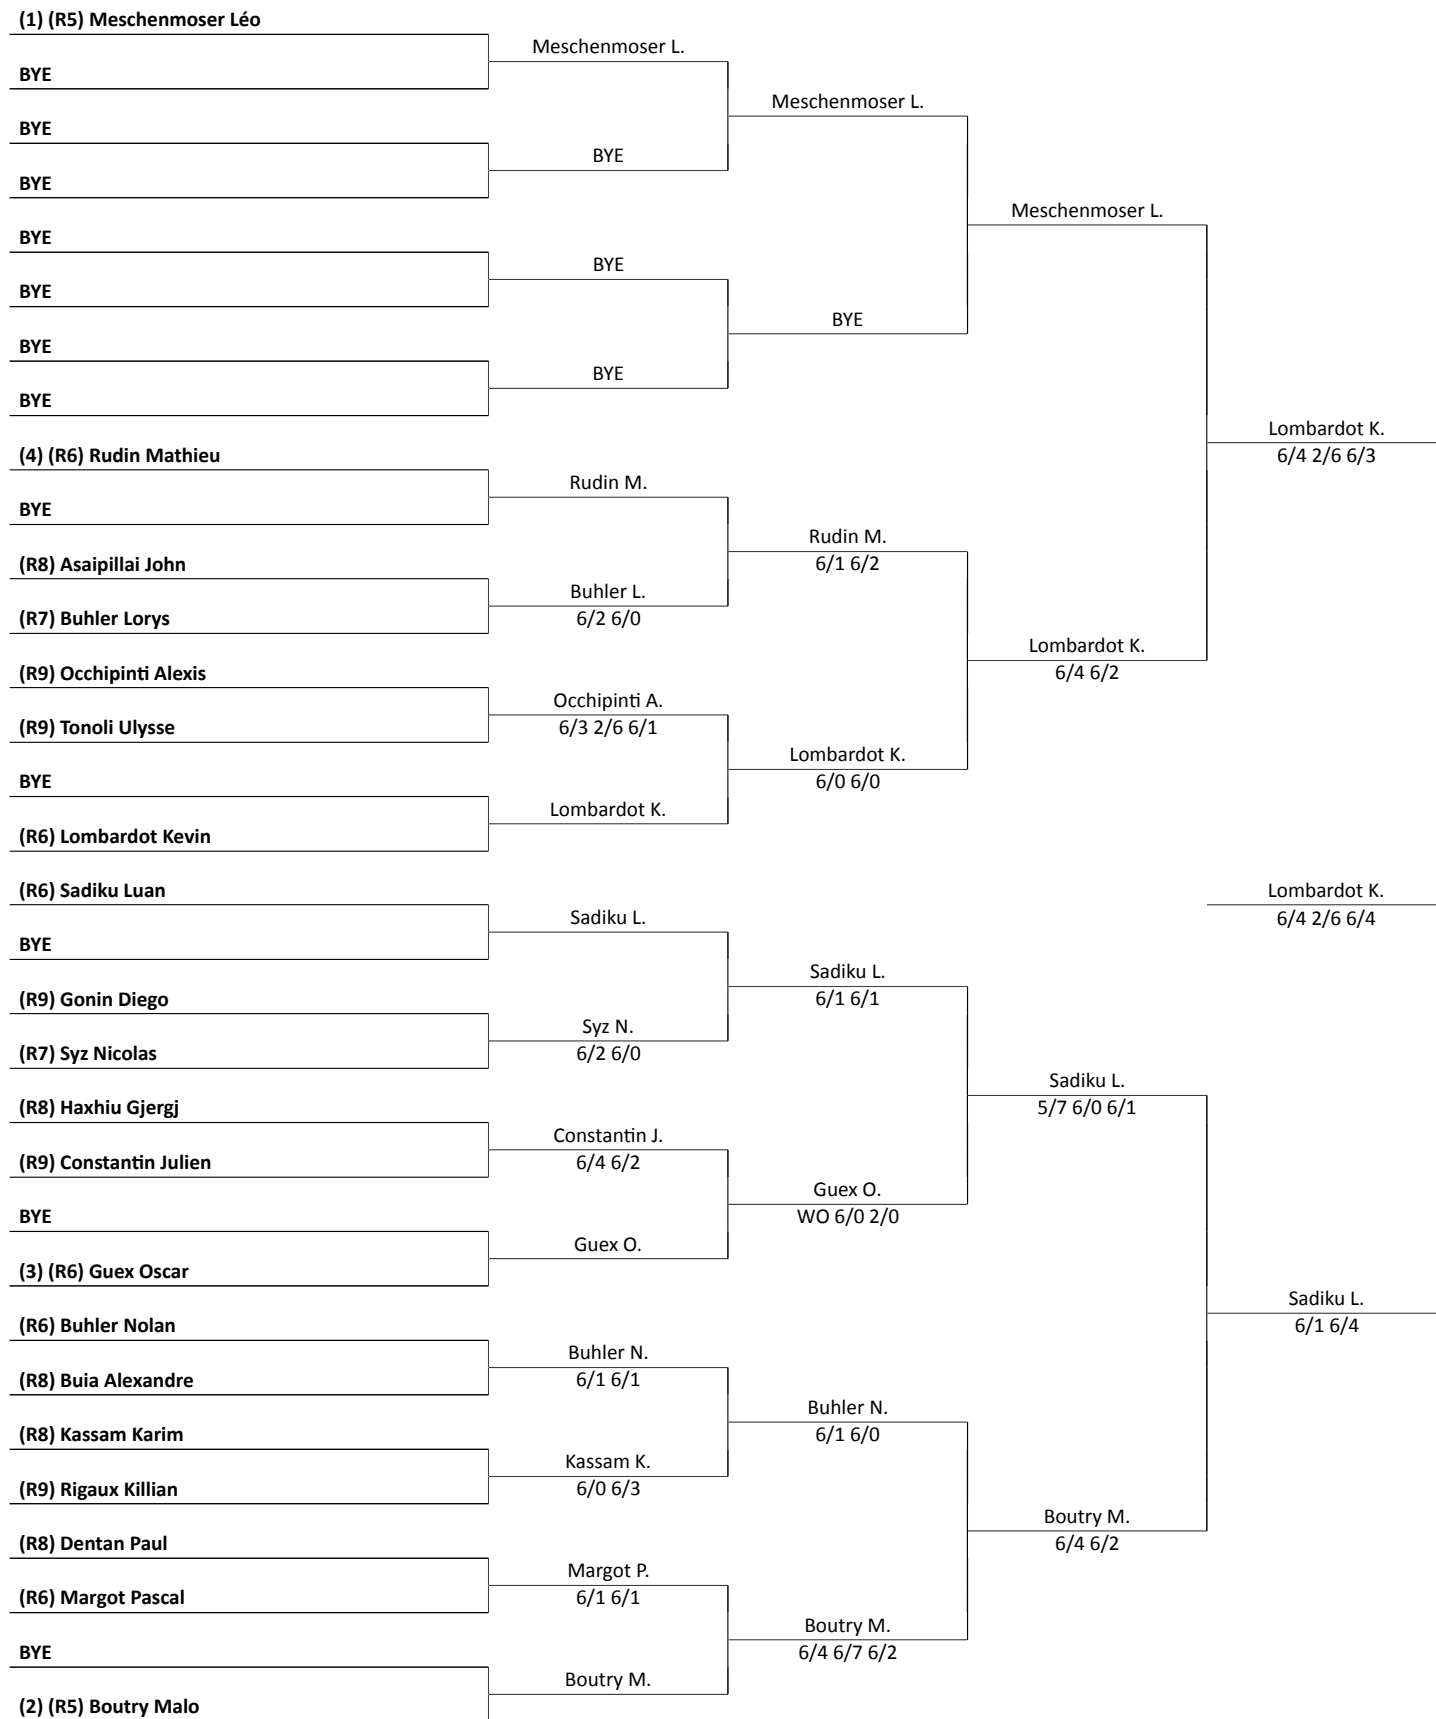 (1) (R5) Meschenmoser Léo
BYE
BYE
BYE
BYE
BYE
BYE
BYE
(4) (R6) Rudin Mathieu
BYE
(R8) Asaipillai John
(R7) Buhler Lorys
(R9) Occhipinti Alexis
(R9) Tonoli Ulysse
BYE
(R6) Lombardot Kevin
(R6) Sadiku Luan
BYE
(R9) Gonin Diego
(R7) Syz Nicolas
(R8) Haxhiu Gjergj
(R9) Constantin Julien
BYE
(3) (R6) Guex Oscar
(R6) Buhler Nolan
(R8) Buia Alexandre
(R8) Kassam Karim
(R9) Rigaux Killian
(R8) Dentan Paul
(R6) Margot Pascal
BYE
(2) (R5) Boutry Malo
Meschenmoser L.
BYE
BYE
BYE
Rudin M.
Buhler L.
6/2 6/0
Occhipinti A.
6/3 2/6 6/1
Lombardot K.
Sadiku L.
Syz N.
6/2 6/0
Constantin J.
6/4 6/2
Guex O.
Buhler N.
6/1 6/1
Kassam K.
6/0 6/3
Margot P.
6/1 6/1
Boutry M.
Meschenmoser L.
BYE
Rudin M.
6/1 6/2
Lombardot K.
6/0 6/0
Sadiku L.
6/1 6/1
Guex O.
WO 6/0 2/0
Buhler N.
6/1 6/0
Boutry M.
6/4 6/7 6/2
Meschenmoser L.
Lombardot K.
6/4 6/2
Sadiku L.
5/7 6/0 6/1
Boutry M.
6/4 6/2
Lombardot K.
6/4 2/6 6/3
Lombardot K.
6/4 2/6 6/4
Sadiku L.
6/1 6/4